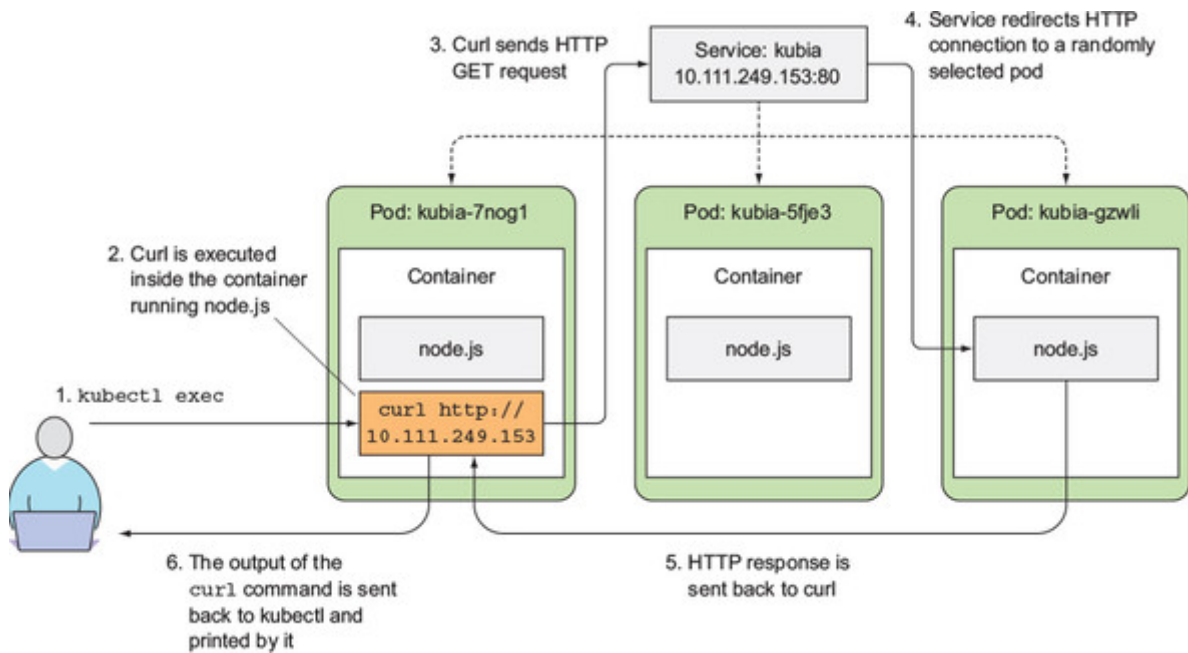 3. Curl sends HTTP
GET request
Service: kubia
10.111.249.153:80
4. Service redirects HTTP
connection to a randomly
selected pod
Pod: kubia-7nog1
Pod: kubia-5fje3
Pod: kubia-gzwli
2. Curl is executed
inside the container
running node.js
Container
Container
Container
node.js
node.js
node.js
1. kubectl exec
curl http://
10.111.249.153
6. The output of the
curl command is sent
back to kubectl and
printed by it
5. HTTP response is
sent back to curl